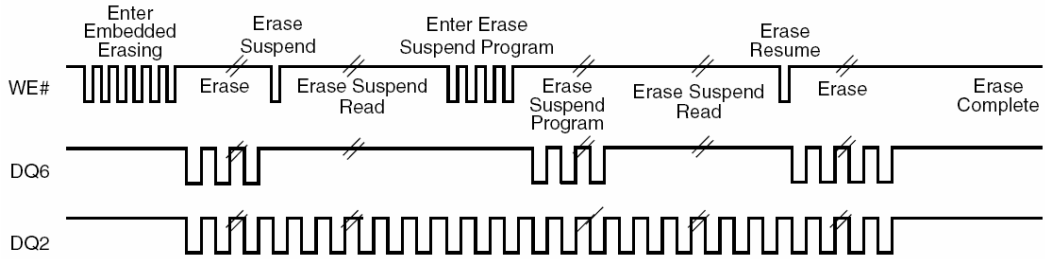 Enter
Embedded
Erasing
Erase
Suspend
Enter Erase
Suspend Program
Erase
Resume
WE#
Erase
Erase Suspend
Read
Erase
Suspend
Program
Erase Suspend
Read
Erase
Erase
Complete
DQ6
DQ2